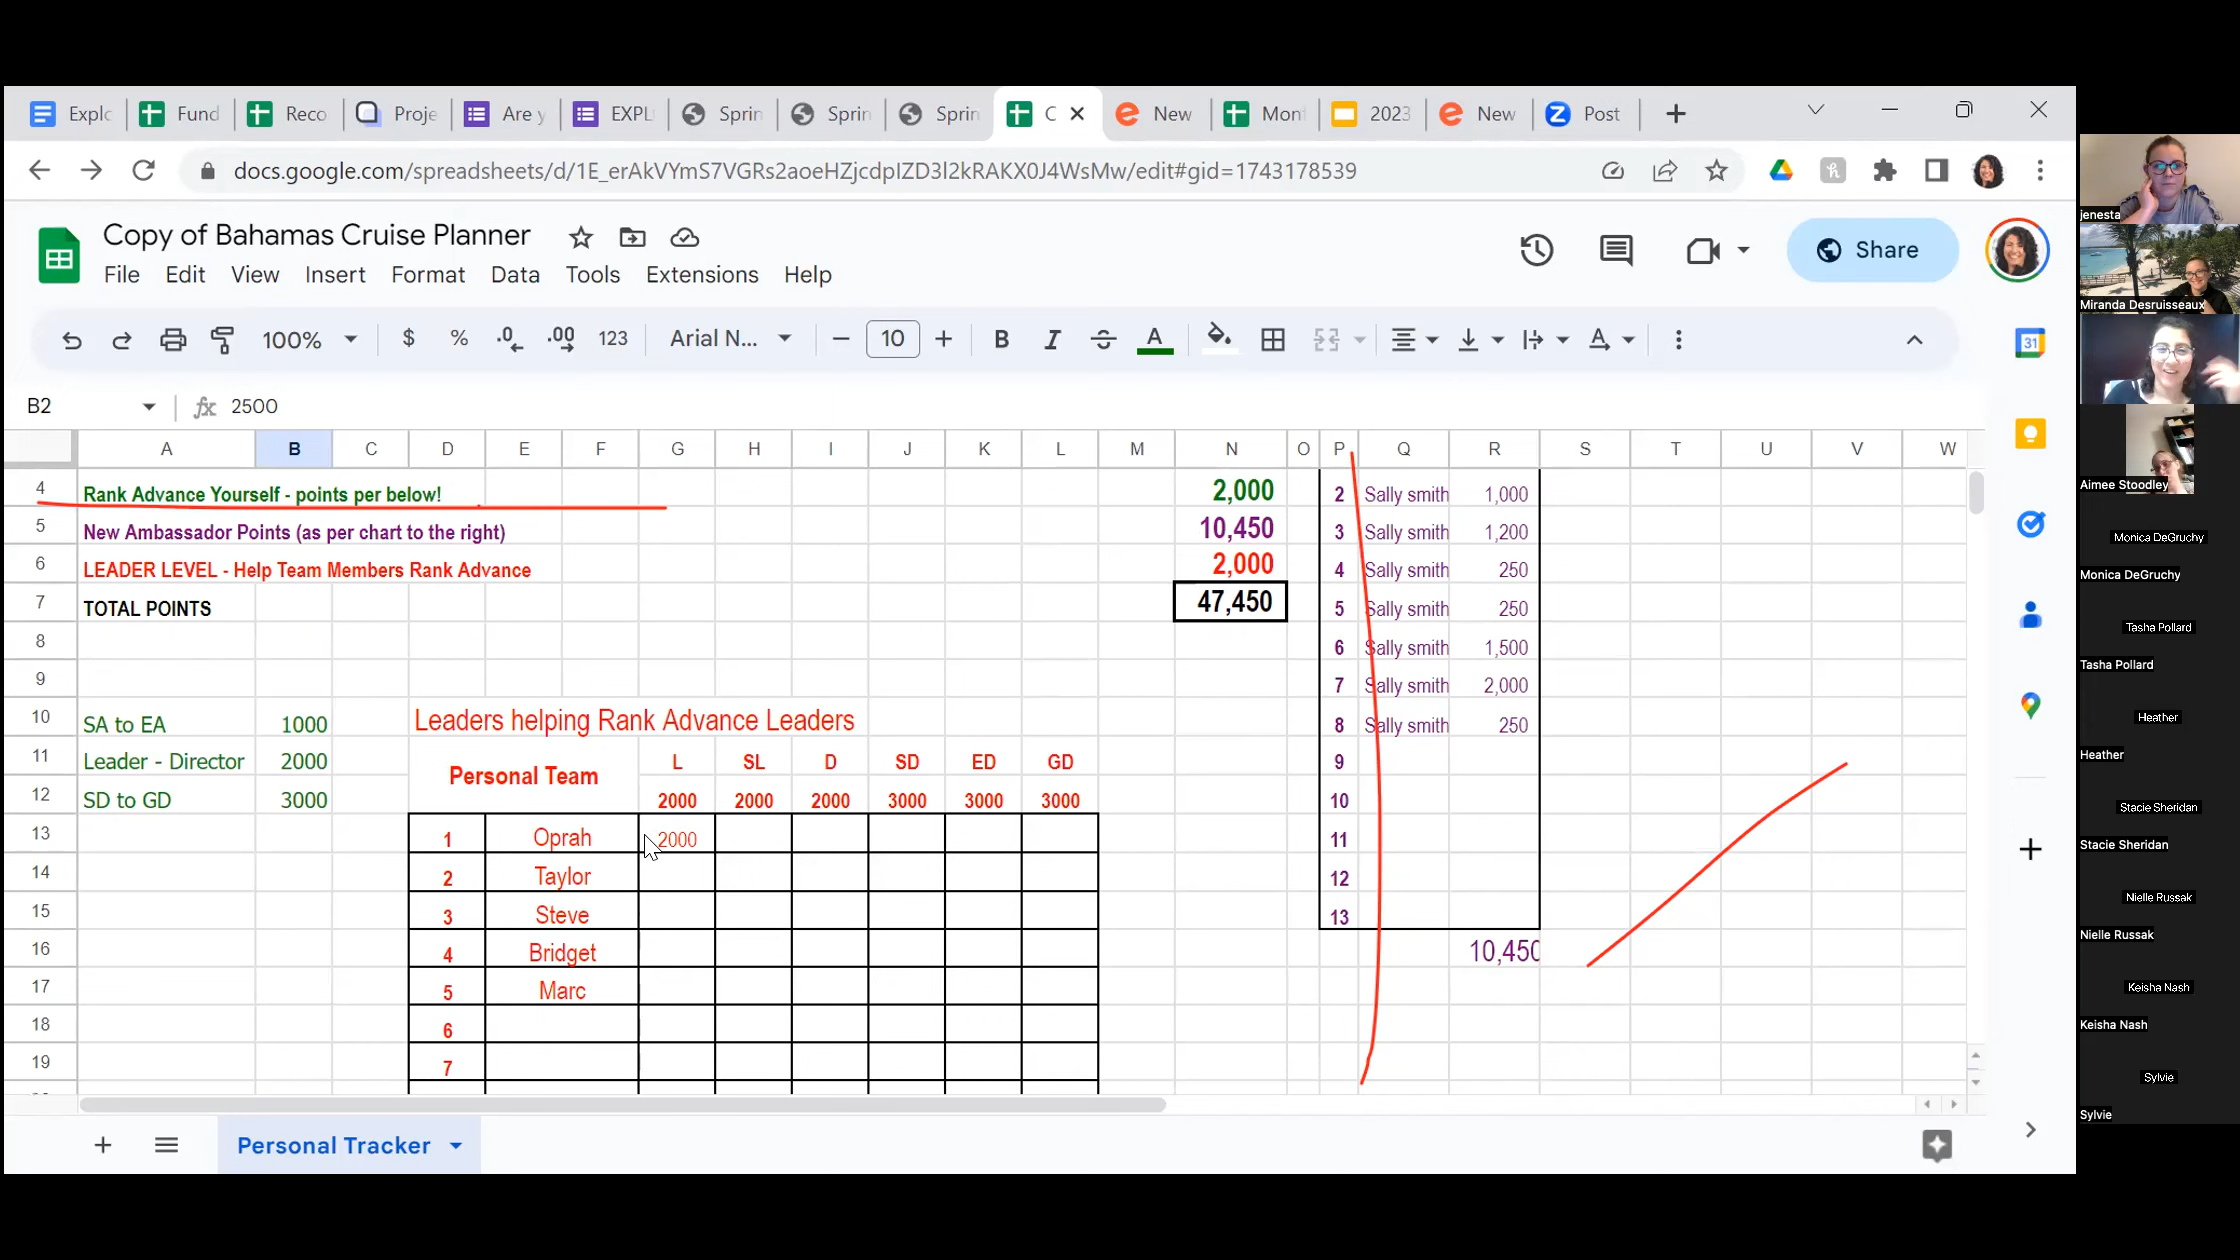 Explo Fund Reco Proje Are y EXPL Sprin Sprin Sprin C New Mont 2023 New Post
docs.google.com/spreadsheets/d/1E_erAkVYmS7VGRs2aoeHZjcdpIZD3l2kRAKX0J4WsMw/edit#gid=1743178539
Copy of Bahamas Cruise Planner
File Edit View Insert Format Data Tools Extensions Help
Share
100% $ % .0 .00 123 Arial N... 10 B I A
31
B2 fx 2500
A B C D E F G H I J K L M N O P Q R S T U V W
4 Rank Advance Yourself - points per below! 2,000 2 Sally smith 1,000
5 New Ambassador Points (as per chart to the right) 10,450 3 Sally smith 1,200
6 LEADER LEVEL - Help Team Members Rank Advance 2,000 4 Sally smith 250
7 TOTAL POINTS 47,450 5 Sally smith 250
8 6 Sally smith 1,500
9 7 Sally smith 2,000
10 SA to EA 1000 Leaders helping Rank Advance Leaders 8 Sally smith 250
11 Leader - Director 2000 Personal Team L SL D SD ED GD 9
12 SD to GD 3000 2000 2000 2000 3000 3000 3000 10
13 1 Oprah 2000 11
14 2 Taylor 12
15 3 Steve 13
16 4 Bridget 10,450
17 5 Marc
18 6
19 7
Personal Tracker
jenesta
Miranda Desruisseaux
Aimee Stoodley
Monica DeGruchy
Monica DeGruchy
Tasha Pollard
Tasha Pollard
Heather
Heather
Stacie Sheridan
Stacie Sheridan
Nielle Russak
Nielle Russak
Keisha Nash
Keisha Nash
Sylvie
Sylvie